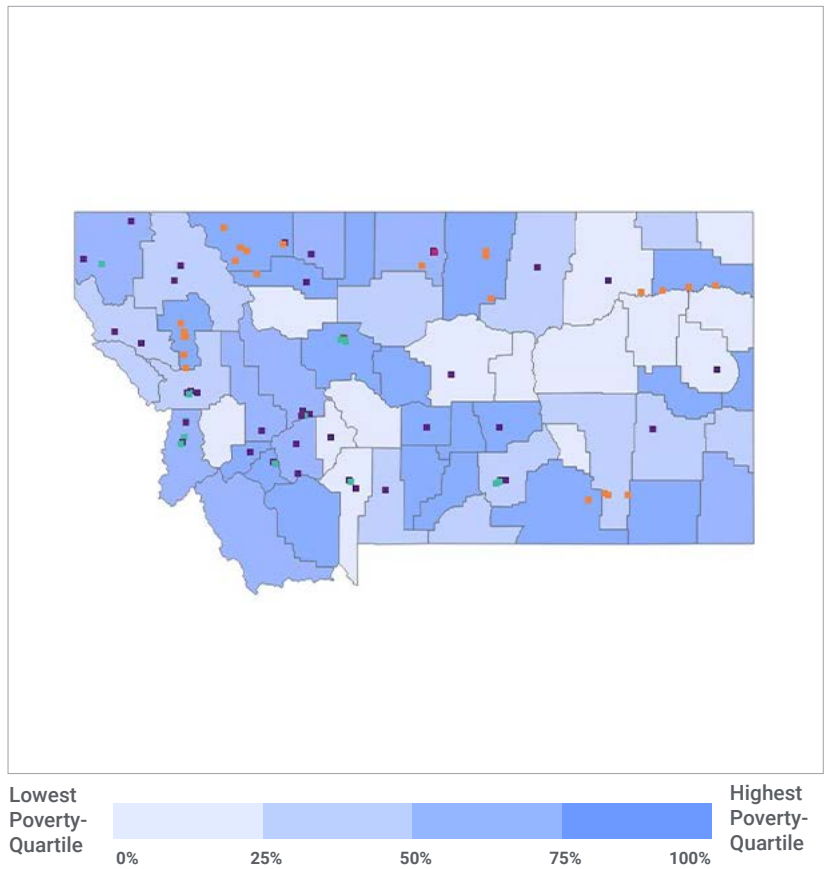 Lowest
Poverty-
Quartile
0%
25%
50%
75%
100%
Highest
Poverty-
Quartile